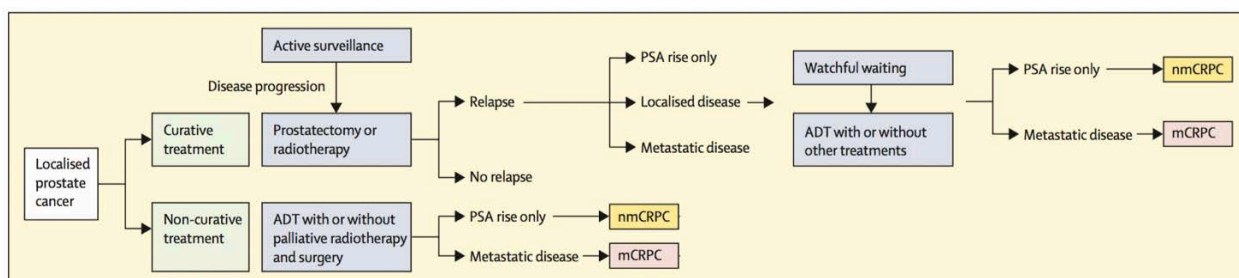 Active surveillance
Disease progression
PSA rise only
Watchful waiting
PSA rise only
nmCRPC
Relapse
Localised disease
Curative
treatment
Prostatectomy or
radiotherapy
ADT with or without
other treatments
Metastatic disease
mCRPC
Metastatic disease
Localised
prostate
cancer
No relapse
Non-curative
treatment
ADT with or without
palliative radiotherapy
and surgery
PSA rise only
nmCRPC
Metastatic disease
mCRPC